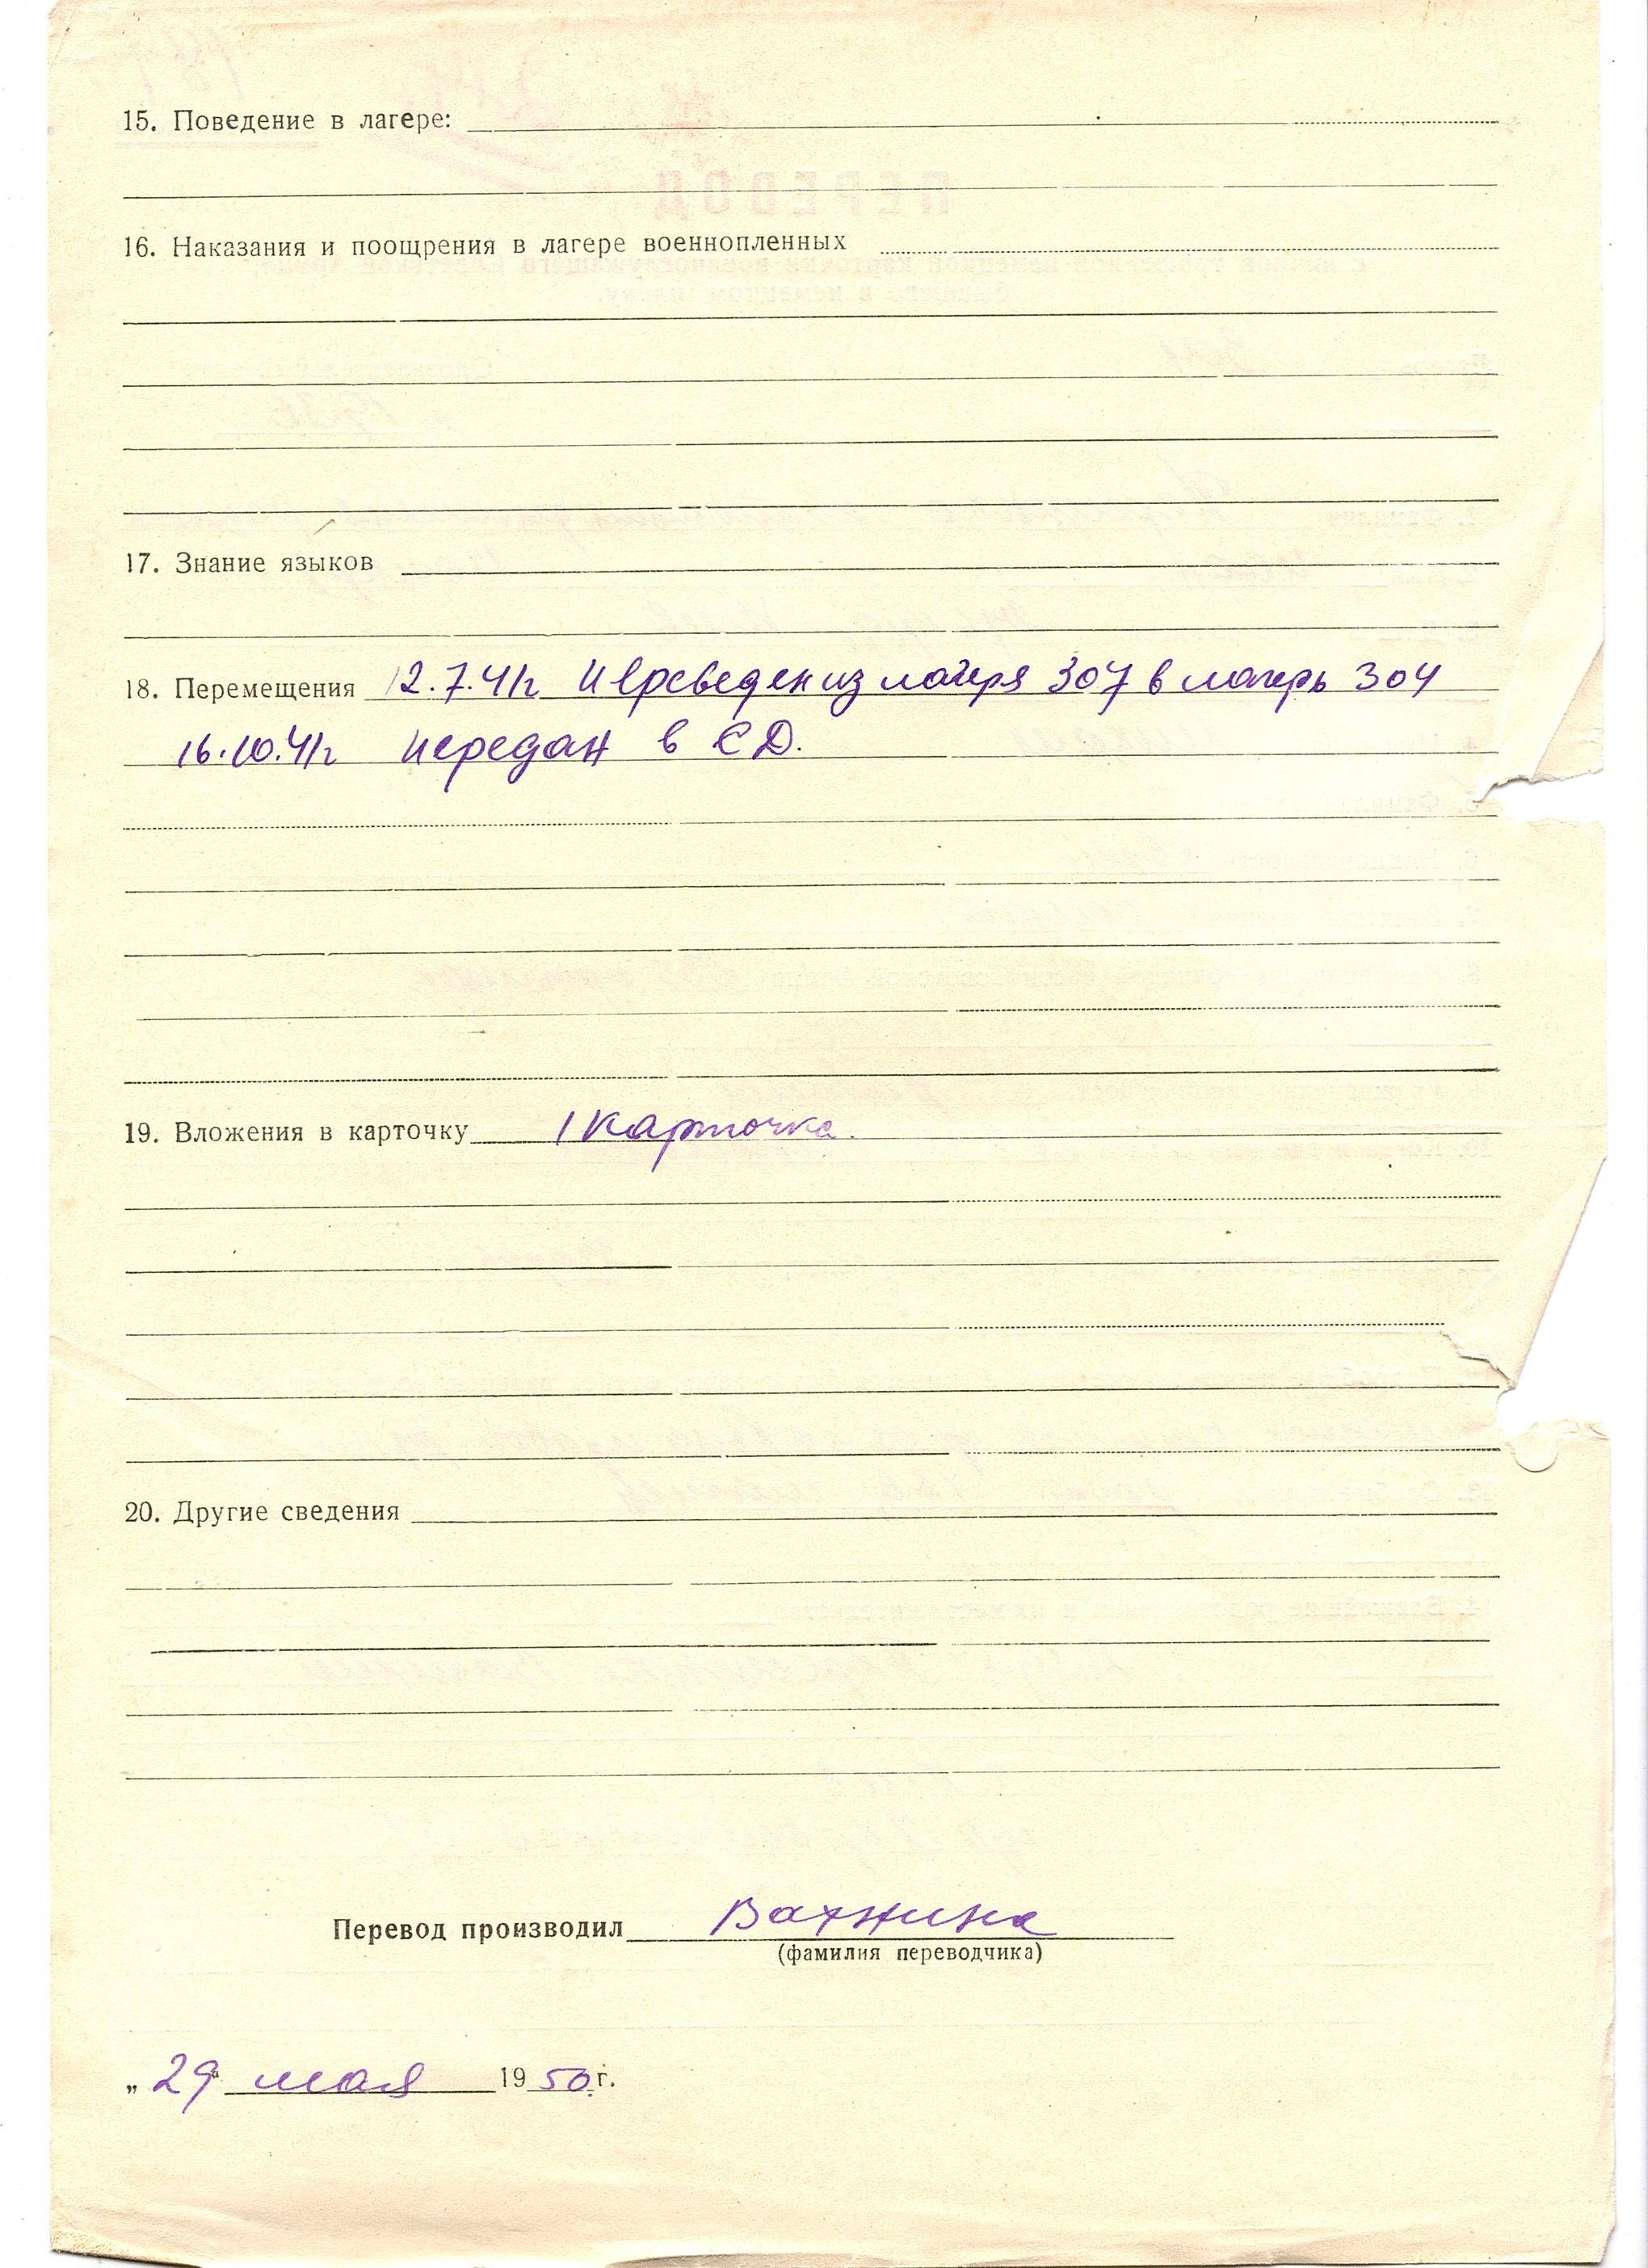 15. Поведение в лагере:
16. Наказания и поощрения в лагере военнопленных
17. Знание языков
18. Перемещения 12.7.41г Переведен из лагеря 307 в лагерь 304
16.10.41г Передан в СД.
19. Вложения в карточку 1 карточка.
20. Другие сведения
Перевод производил Вахнина
(фамилия переводчика)
„29" мая 1950 г.